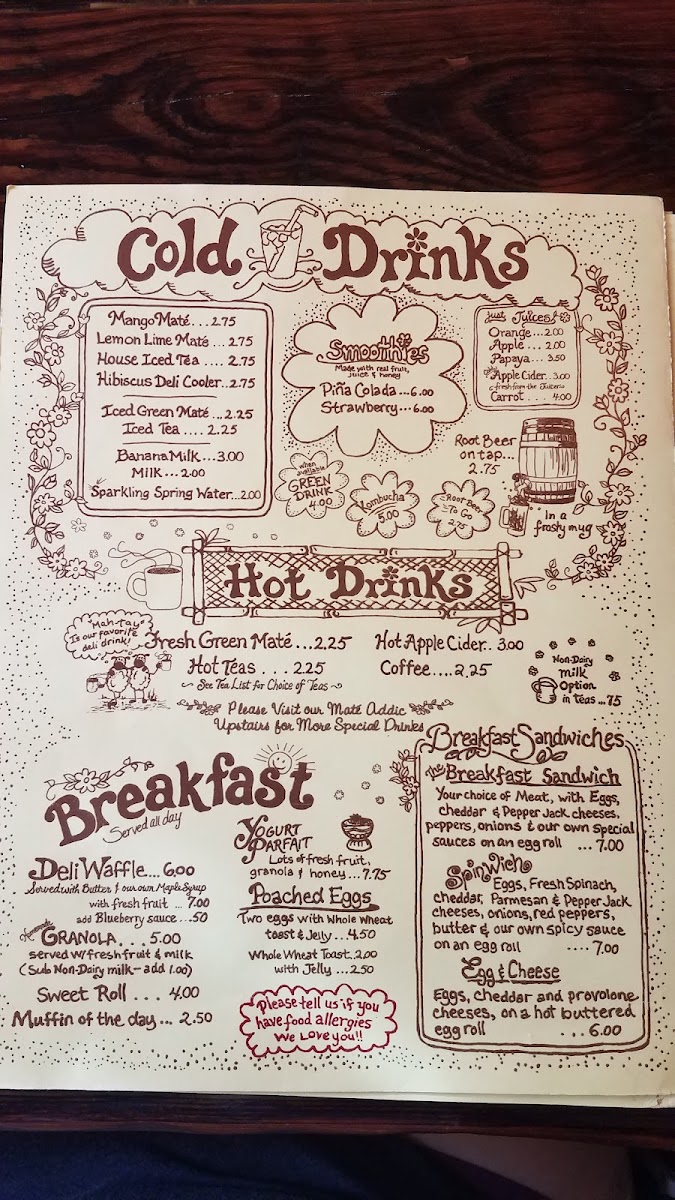 Cold Drinks
Mango Maté... 2.75
Lemon Lime Maté ... 2.75
House Iced Tea .... 2.75
Hibiscus Deli Cooler..2.75
Iced Green Maté ...2.25
Iced Tea .... 2.25
Banana Milk...3.00
Milk...2.00
Sparkling Spring Water...2.00
Smoothies
Made with real fruit,
juice & honey
Piña Colada ...6.00
Strawberry...6.00
Just Juices!
Orange...2.00
Apple... 2.00
Papaya... 3.50
Apple Cider..3.00
fresh from the Juicer
Carrot.... 4.00
when
available
GREEN
DRINK
4.00
Kombucha
5.00
Root Beer
To Go
2.75
Root Beer
on tap...
2.75
In a
frosty mug
Hot Drinks
Mah-tay
Is our favorite
deli drink!
Fresh Green Maté...2.25
Hot Teas .... 2.25
See Tea List for Choice of Teas
Hot Apple Cider.. 3.00
Coffee....2.25
Non-Dairy
Milk
Option
in teas...75
Please Visit our Maté Addic
Upstairs for More Special Drinks
Breakfast
Served all day
Deli Waffle...6.00
Served with Butter & our own Maple Syrup
with fresh fruit ... 7.00
add Blueberry sauce...50
Homemade
GRANOLA... 5.00
served w/fresh fruit & milk
(Sub Non-Dairy milk-add 1.00)
Sweet Roll ... 4.00
Muffin of the day... 2.50
Yogurt
Parfait
Lots of fresh fruit,
granola & honey...7.75
Poached Eggs
Two eggs with Whole Wheat
toast & Jelly...4.50
Whole Wheat Toast..2.00
with Jelly...2.50
Please tell us if you
have food allergies
We Love you!!
Breakfast Sandwiches
The Breakfast Sandwich
Your choice of Meat, with Eggs,
cheddar & Pepper Jack cheeses,
peppers, onions & our own special
sauces on an egg roll ... 7.00
Spinwich
Eggs, Fresh Spinach,
cheddar, Parmesan & Pepper Jack
cheeses, onions, red peppers,
butter & our own spicy sauce
on an egg roll .... 7.00
Egg & Cheese
Eggs, cheddar and provolone
cheeses, on a hot buttered
egg roll ... 6.00